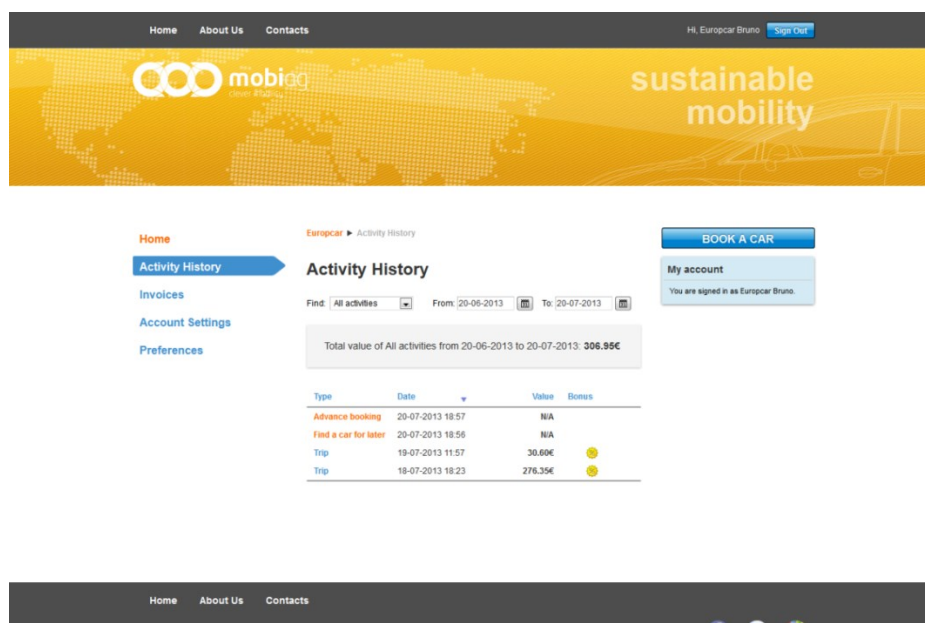 Home About Us Contacts Hi, Europcar Bruno Sign Out
mobiag
sustainable
mobility
Home
Activity History
Invoices
Account Settings
Preferences
Europcar ▶ Activity History
Activity History
Find: All activities From: 20-06-2013 To: 20-07-2013
Total value of All activities from 20-06-2013 to 20-07-2013: 306.95€
Type Date Value Bonus
Advance booking 20-07-2013 18:57 N/A
Find a car for later 20-07-2013 18:56 N/A
Trip 19-07-2013 11:57 30.60€
Trip 18-07-2013 18:23 276.35€
BOOK A CAR
My account
You are signed in as Europcar Bruno.
Home About Us Contacts